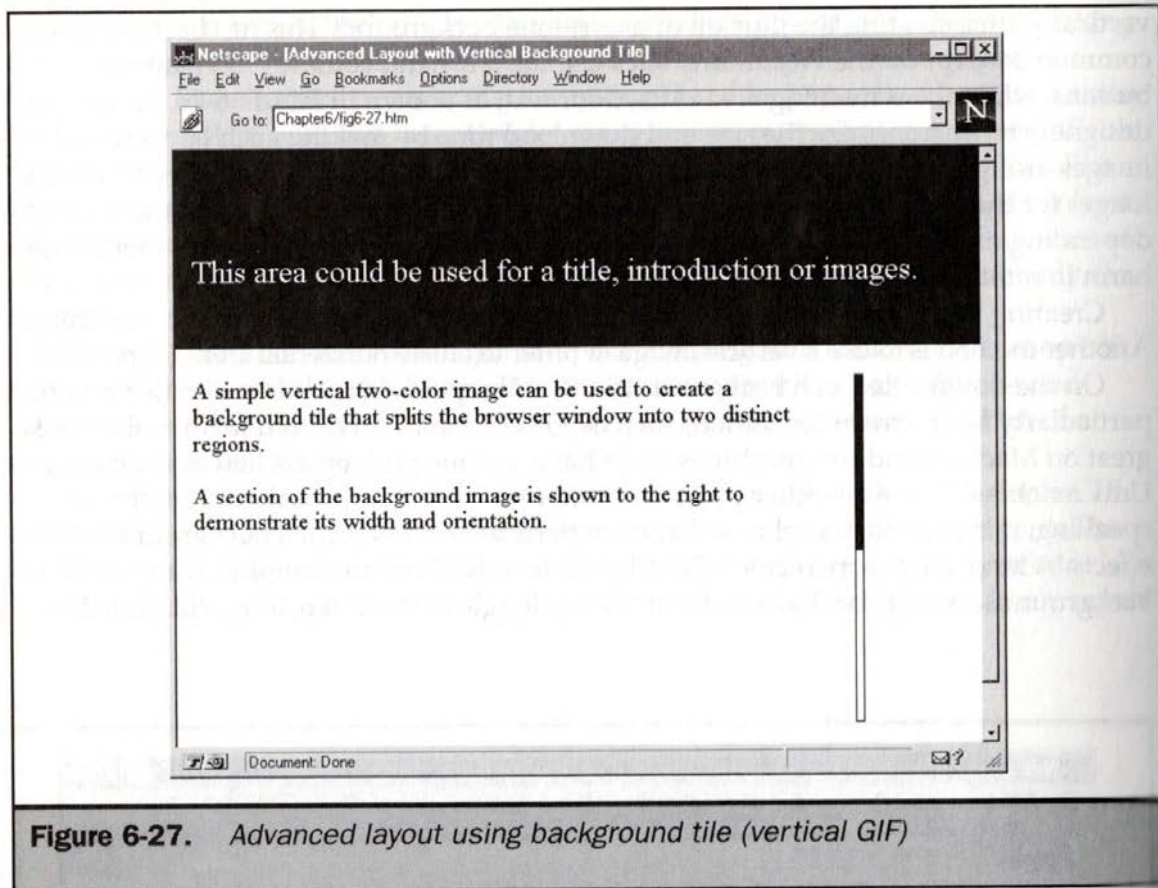 Netscape - [Advanced Layout with Vertical Background Tile]
File Edit View Go Bookmarks Options Directory Window Help
Go to: Chapter6/fig6-27.htm
N
This area could be used for a title, introduction or images.
A simple vertical two-color image can be used to create a
background tile that splits the browser window into two distinct
regions.
A section of the background image is shown to the right to
demonstrate its width and orientation.
Document: Done
?
Figure 6-27. Advanced layout using background tile (vertical GIF)